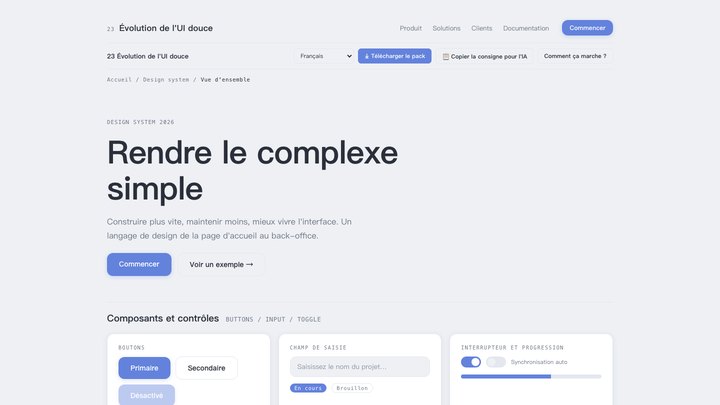 23 Évolution de l'UI douce
Produit Solutions Clients Documentation Commencer
23 Évolution de l'UI douce Français ⤓ Télécharger le pack 📋 Copier la consigne pour l'IA Comment ça marche ?
Accueil / Design system / Vue d'ensemble
DESIGN SYSTEM 2026
Rendre le complexe
simple
Construire plus vite, maintenir moins, mieux vivre l'interface. Un
langage de design de la page d'accueil au back-office.
Commencer Voir un exemple →
Composants et contrôles BUTTONS / INPUT / TOGGLE
BOUTONS
Primaire Secondaire
Désactivé
CHAMP DE SAISIE
Saisissez le nom du projet…
En cours Brouillon
INTERRUPTEUR ET PROGRESSION
Synchronisation auto